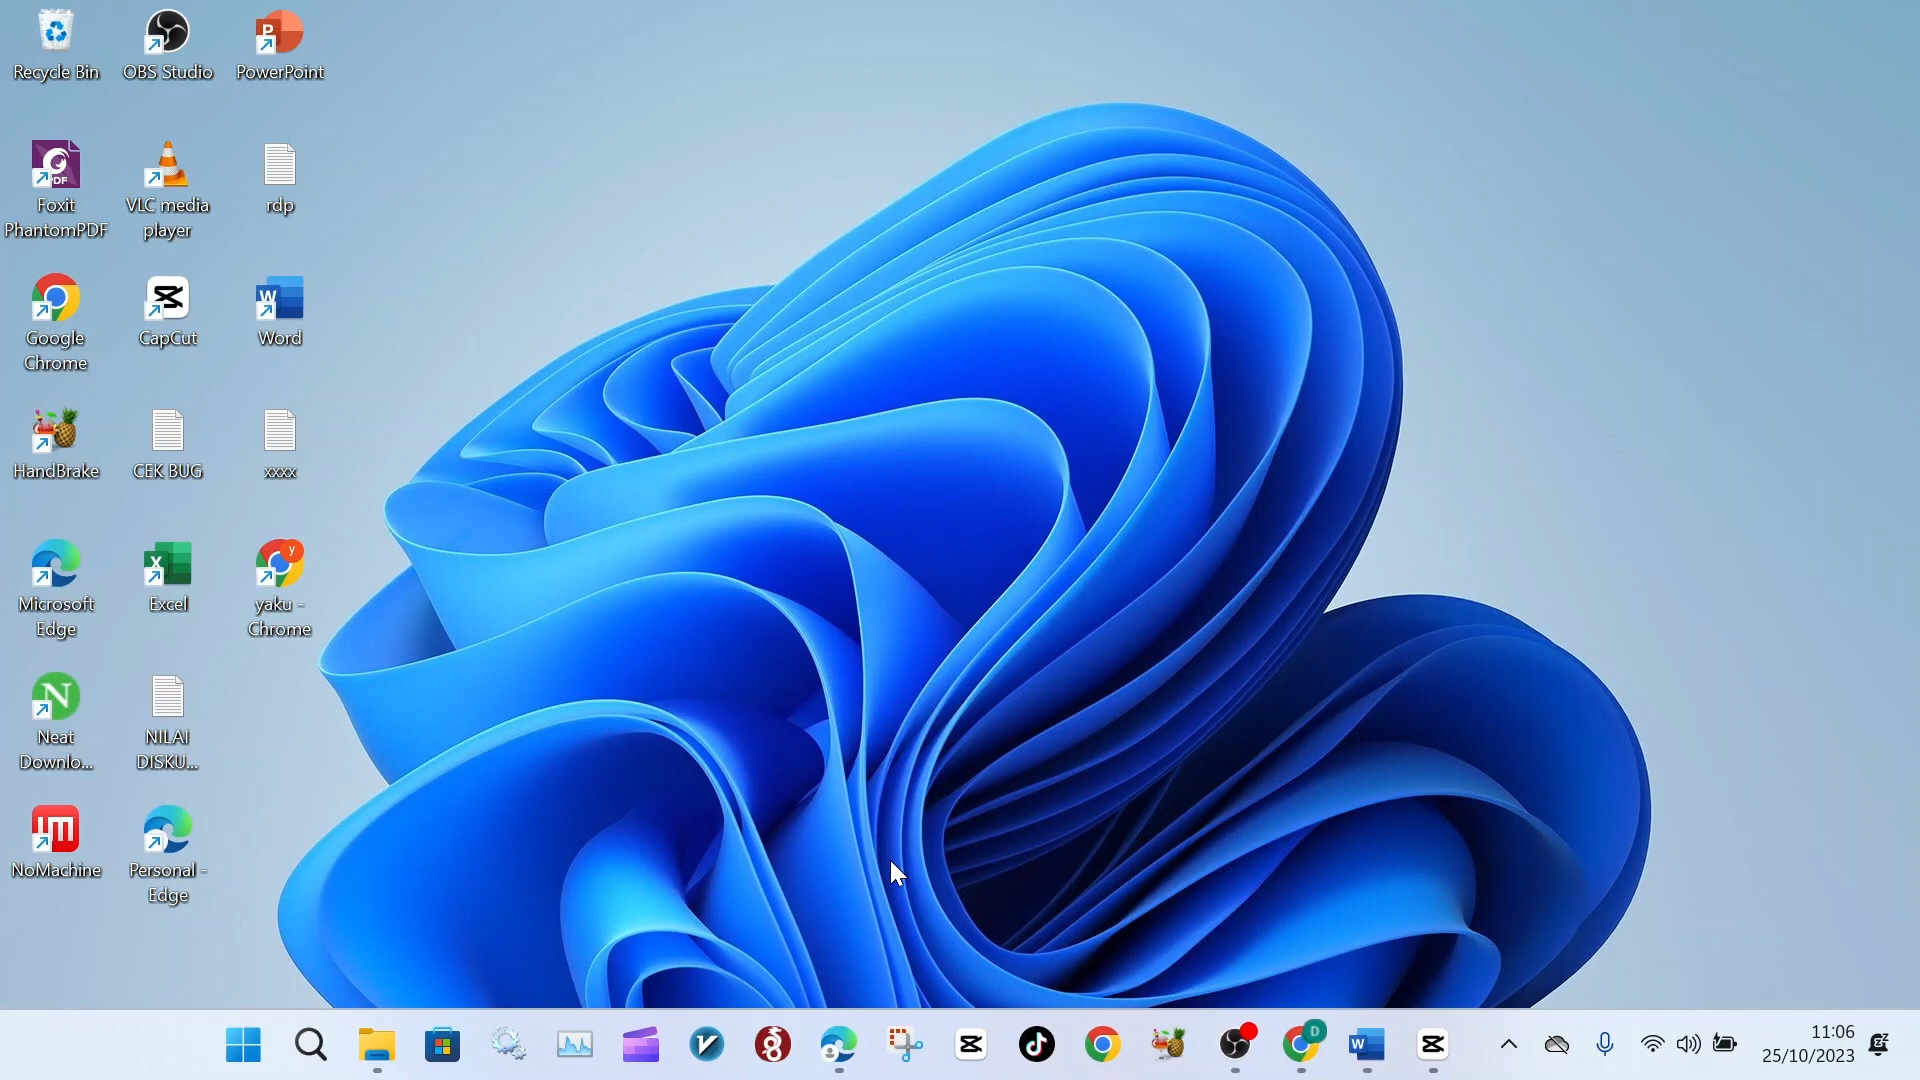 Recycle Bin
OBS Studio
PowerPoint
Foxit
PhantomPDF
VLC media
player
rdp
Google
Chrome
CapCut
Word
HandBrake
CEK BUG
xxxx
Microsoft
Edge
Excel
yaku -
Chrome
Neat
Downlo...
NILAI
DISKU...
NoMachine
Personal -
Edge
11:06
25/10/2023